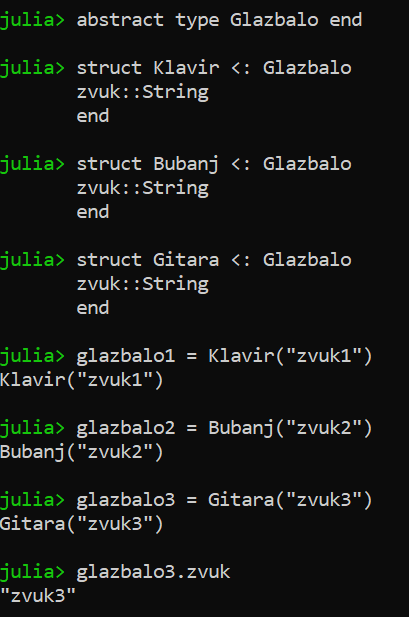 julia> abstract type Glazbalo end
julia> struct Klavir <: Glazbalo
zvuk::String
end
julia> struct Bubanj <: Glazbalo
zvuk::String
end
julia> struct Gitara <: Glazbalo
zvuk::String
end
julia> glazbalo1 = Klavir("zvuk1")
Klavir("zvuk1")
julia> glazbalo2 = Bubanj("zvuk2")
Bubanj("zvuk2")
julia> glazbalo3 = Gitara("zvuk3")
Gitara("zvuk3")
julia> glazbalo3.zvuk
"zvuk3"